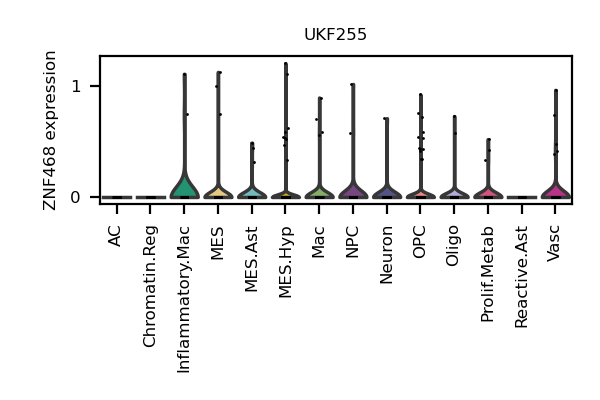 UKF255
ZNF468 expression
1
0
AC
Chromatin.Reg
Inflammatory.Mac
MES
MES.Ast
MES.Hyp
Mac
NPC
Neuron
OPC
Oligo
Prolif.Metab
Reactive.Ast
Vasc